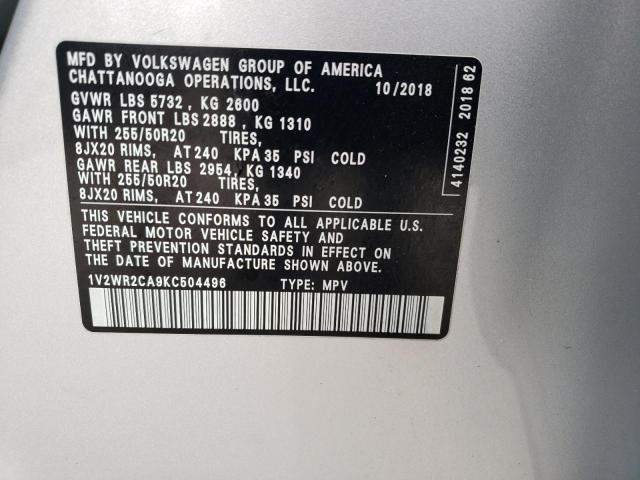 MFD BY VOLKSWAGEN GROUP OF AMERICA
CHATTANOOGA OPERATIONS, LLC. 10/2018
GVWR LBS 5732 , KG 2600
GAWR FRONT LBS 2888 , KG 1310
WITH 255/50R20 TIRES,
8JX20 RIMS, AT 240 KPA 35 PSI COLD
GAWR REAR LBS 2954, KG 1340
WITH 255/50R20 TIRES,
8JX20 RIMS, AT 240 KPA 35 PSI COLD
THIS VEHICLE CONFORMS TO ALL APPLICABLE U.S.
FEDERAL MOTOR VEHICLE SAFETY AND
THEFT PREVENTION STANDARDS IN EFFECT ON
THE DATE OF MANUFACTURE SHOWN ABOVE.
1V2WR2CA9KC504496 TYPE: MPV
4140232 2018 62